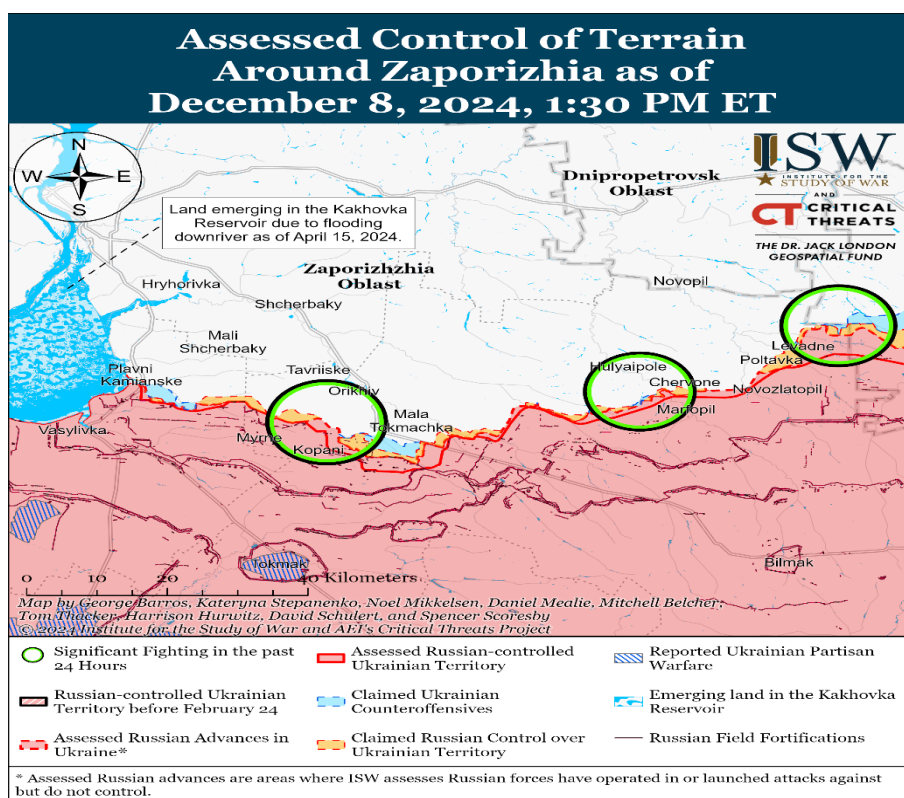 Assessed Control of Terrain
Around Zaporizhia as of
December 8, 2024, 1:30 PM ET
N
W E
S
ISW
INSTITUTE FOR THE
STUDY OF WAR
AND
CT CRITICAL
THREATS
THE DR. JACK LONDON
GEOSPATIAL FUND
Dnipropetrovsk
Oblast
Land emerging in the Kakhovka
Reservoir due to flooding
downriver as of April 15, 2024.
Zaporizhzhia
Oblast
Hryhorivka
Novopil
Shcherbaky
Mali
Shcherbaky
Levadne
Poltavka
Plavni
Kamianske
Tavriiske
Hulyaipole
Orikhiv
Chervone
Novozlatopil
Mala
Tokmachka
Marfopil
Vasylivka
Myrne
Kopani
Tokmak
Bilmak
0 10 20 40 Kilometers
Map by George Barros, Kateryna Stepanenko, Noel Mikkelsen, Daniel Mealie, Mitchell Belcher,
Tom Thacker, Harrison Hurwitz, David Schulert, and Spencer Scoresby
© 2024 Institute for the Study of War and AEI's Critical Threats Project
Significant Fighting in the past
24 Hours
Assessed Russian-controlled
Ukrainian Territory
Reported Ukrainian Partisan
Warfare
Russian-controlled Ukrainian
Territory before February 24
Claimed Ukrainian
Counteroffensives
Emerging land in the Kakhovka
Reservoir
Assessed Russian Advances in
Ukraine*
Claimed Russian Control over
Ukrainian Territory
Russian Field Fortifications
* Assessed Russian advances are areas where ISW assesses Russian forces have operated in or launched attacks against
but do not control.